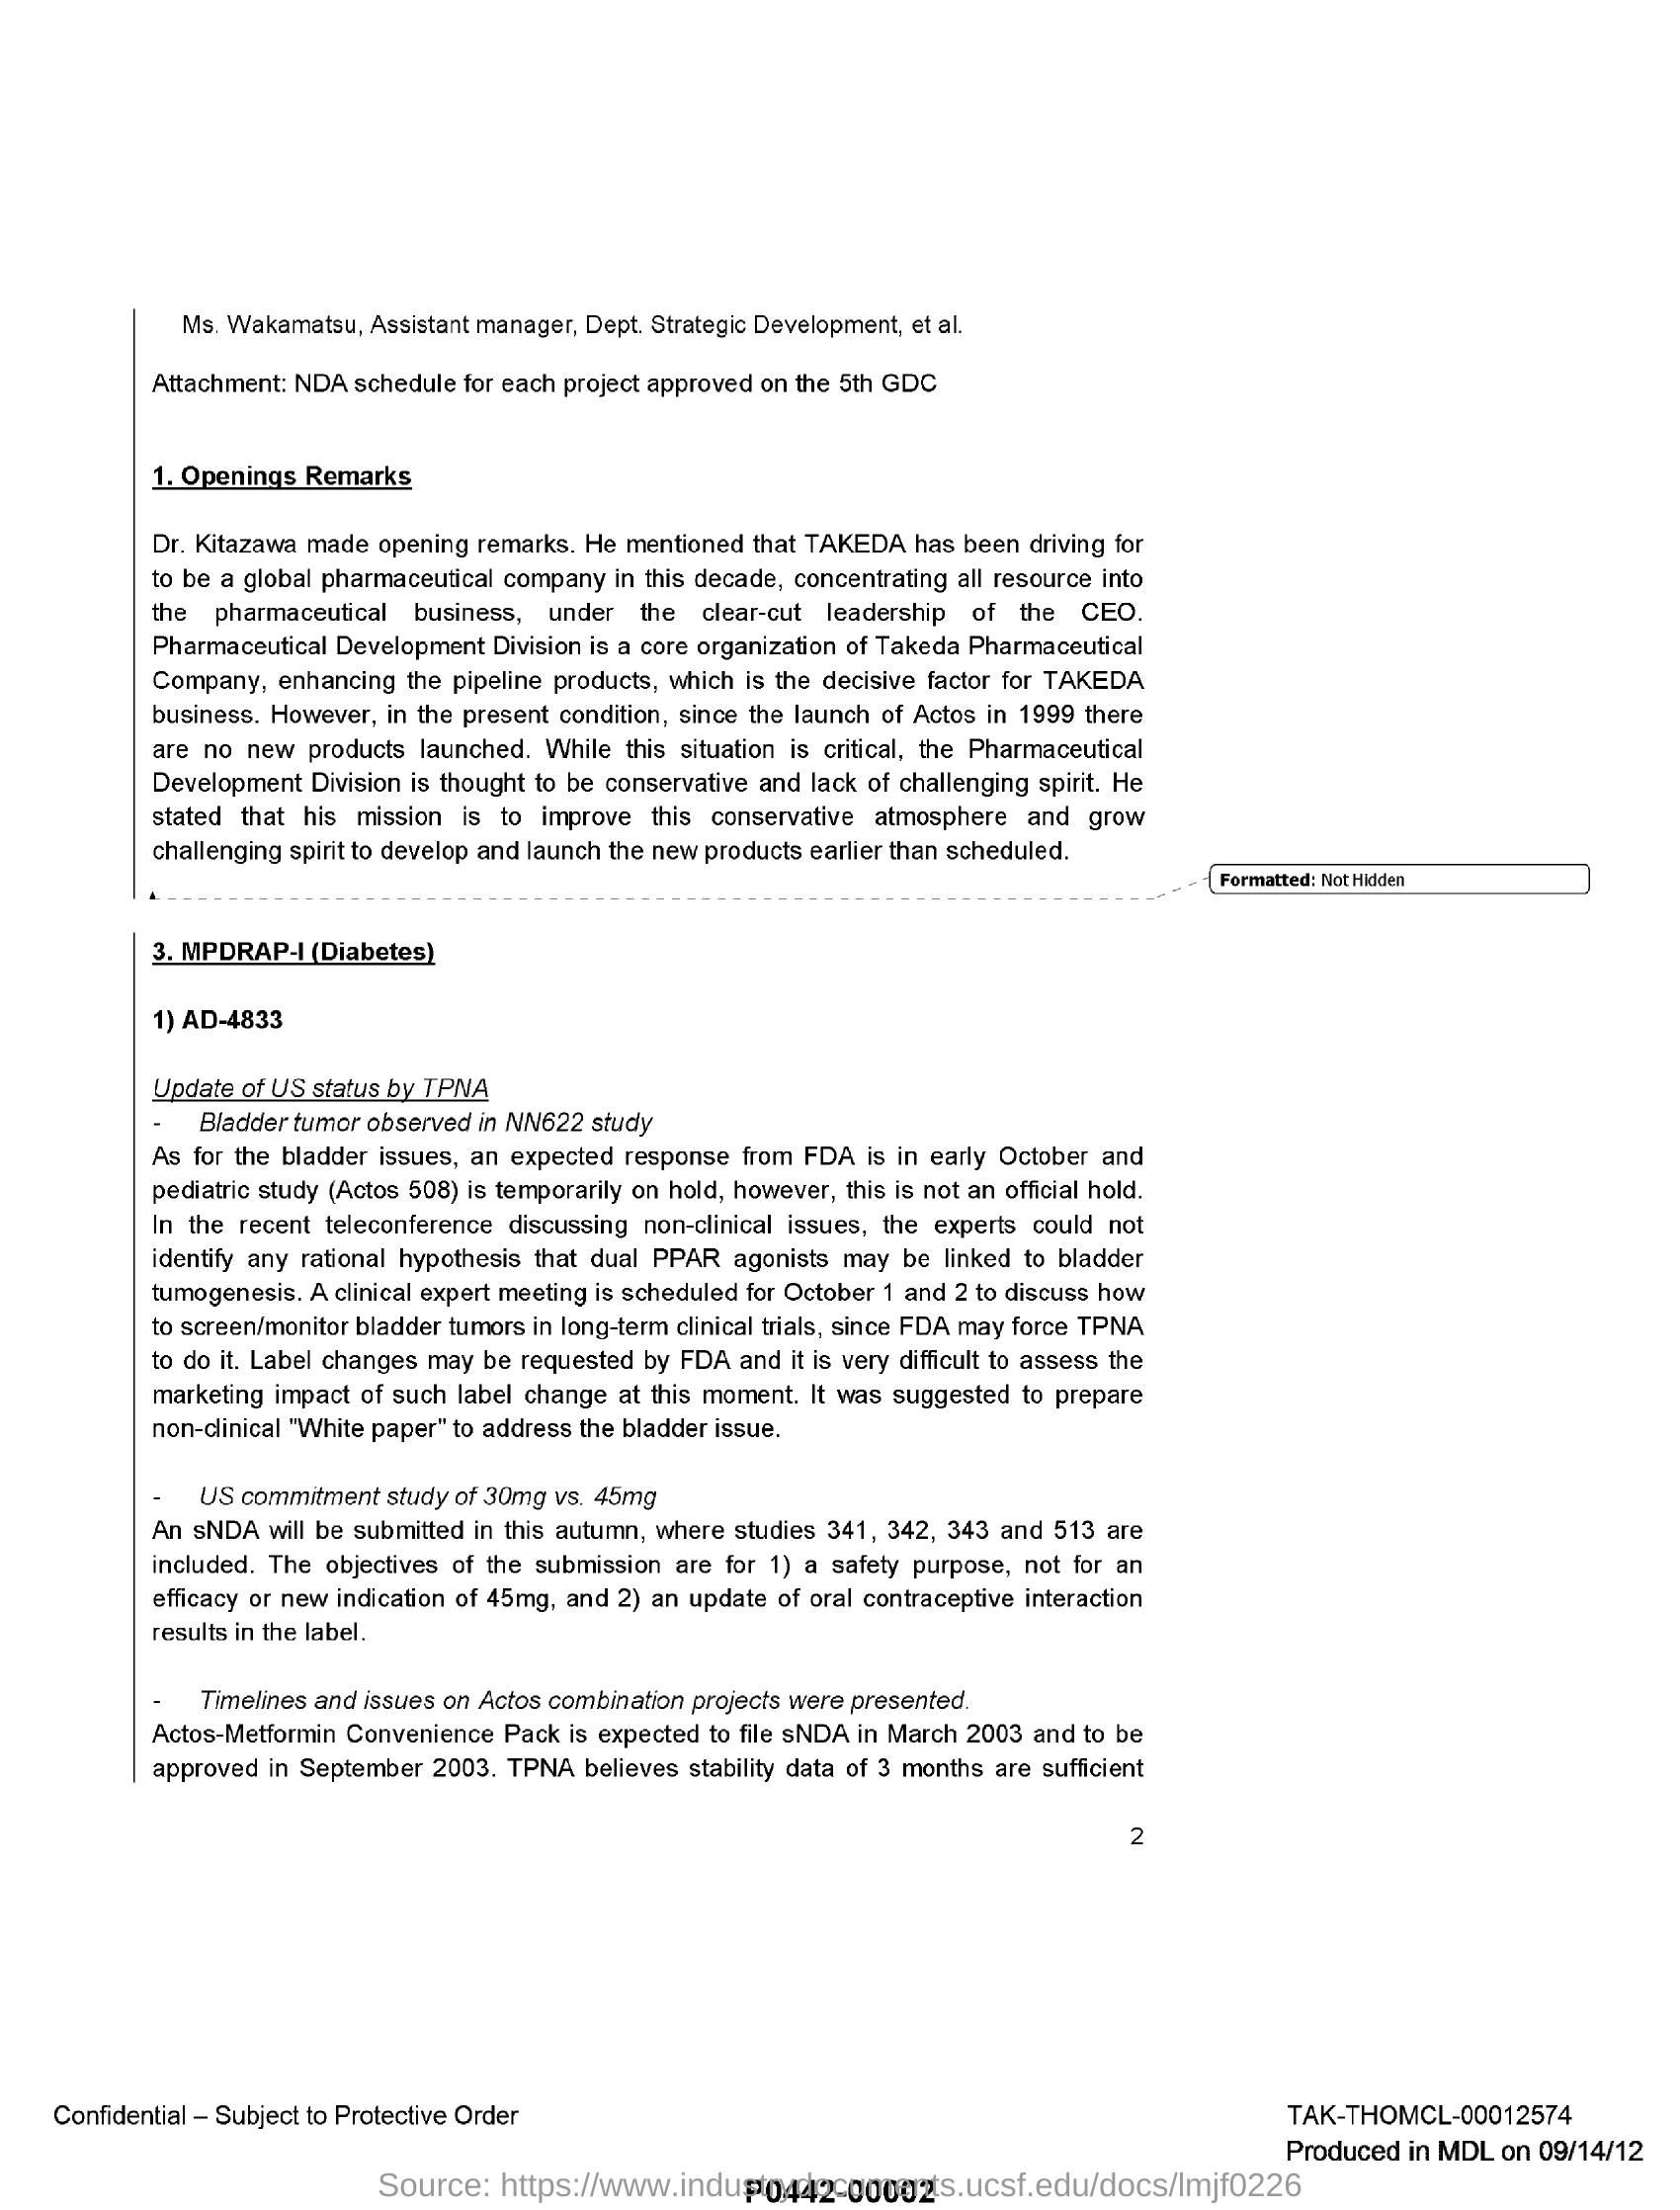 Ms. Wakamatsu, Assistant manager, Dept. Strategic Development, et al.
Attachment: NDA schedule for each project approved on the 5th GDC
1. Openings Remarks
Dr. Kitazawa made opening remarks. He mentioned that TAKEDA has been driving for
to be a global pharmaceutical company in this decade, concentrating all resource into
the pharmaceutical business, under the clear-cut leadership of the CEO.
Pharmaceutical Development Division is a core organization of Takeda Pharmaceutical
Company, enhancing the pipeline products, which is the decisive factor for TAKEDA
business. However, in the present condition, since the launch of Actos in 1999 there
are no new products launched. While this situation is critical, the Pharmaceutical
Development Division is thought to be conservative and lack of challenging spirit. He
stated that his mission is to improve this conservative atmosphere and grow
challenging spirit to develop and launch the new products earlier than scheduled.
Formatted: Not Hidden
3. MPDRAP-I (Diabetes)
1) AD-4833
Update of US status by TPNA
- Bladder tumor observed in NN622 study
As for the bladder issues, an expected response from FDA is in early October and
pediatric study (Actos 508) is temporarily on hold, however, this is not an official hold.
In the recent teleconference discussing non-clinical issues, the experts could not
identify any rational hypothesis that dual PPAR agonists may be linked to bladder
tumogenesis. A clinical expert meeting is scheduled for October 1 and 2 to discuss how
to screen/monitor bladder tumors in long-term clinical trials, since FDA may force TPNA
to do it. Label changes may be requested by FDA and it is very difficult to assess the
marketing impact of such label change at this moment. It was suggested to prepare
non-clinical "White paper" to address the bladder issue.
- US commitment study of 30mg vs. 45mg
An sNDA will be submitted in this autumn, where studies 341, 342, 343 and 513 are
included. The objectives of the submission are for 1) a safety purpose, not for an
efficacy or new indication of 45mg, and 2) an update of oral contraceptive interaction
results in the label.
- Timelines and issues on Actos combination projects were presented.
Actos-Metformin Convenience Pack is expected to file sNDA in March 2003 and to be
approved in September 2003. TPNA believes stability data of 3 months are sufficient
2
Confidential – Subject to Protective Order
TAK-THOMCL-00012574
Produced in MDL on 09/14/12
Source: https://www.industrydocuments.ucsf.edu/docs/lmjf0226
P0442-00002